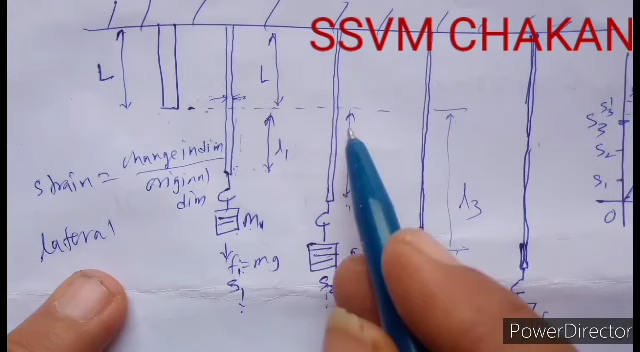 SSVM CHAKAN
L
L
S3'
S3
S2
S1
O
l1
l3
strain = change in dim
original dim
lateral
M1
f1 = mg
S1
S2
PowerDirector